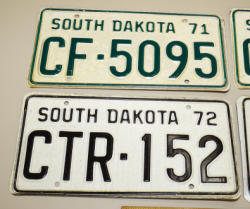 SOUTH DAKOTA 71
CF-5095
SOUTH DAKOTA 72
CTR·152